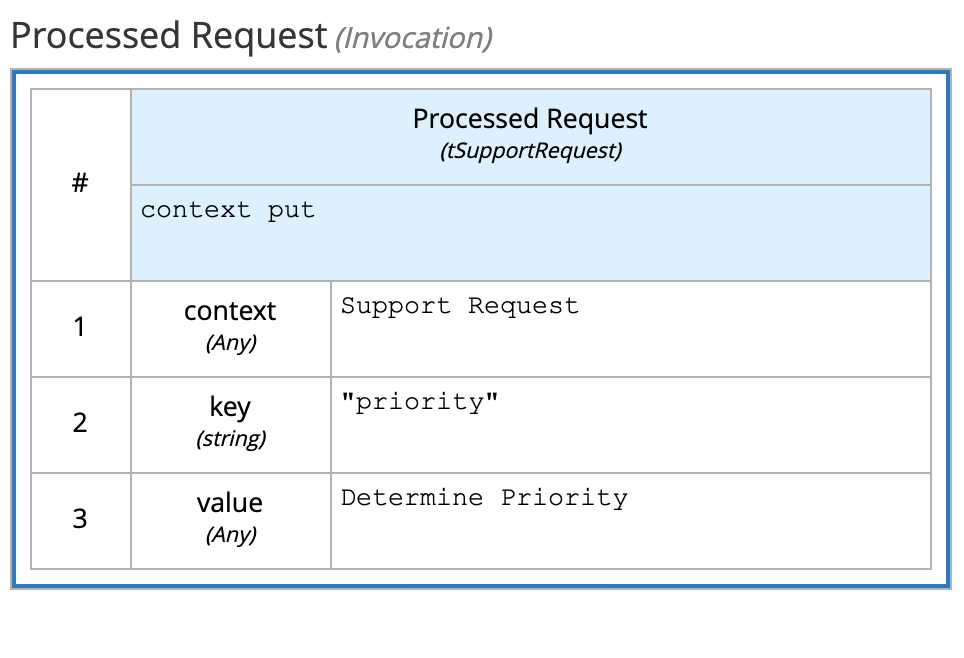 Processed Request (Invocation)
#
Processed Request
(tSupportRequest)
context put
1
context
(Any)
Support Request
2
key
(string)
"priority"
3
value
(Any)
Determine Priority